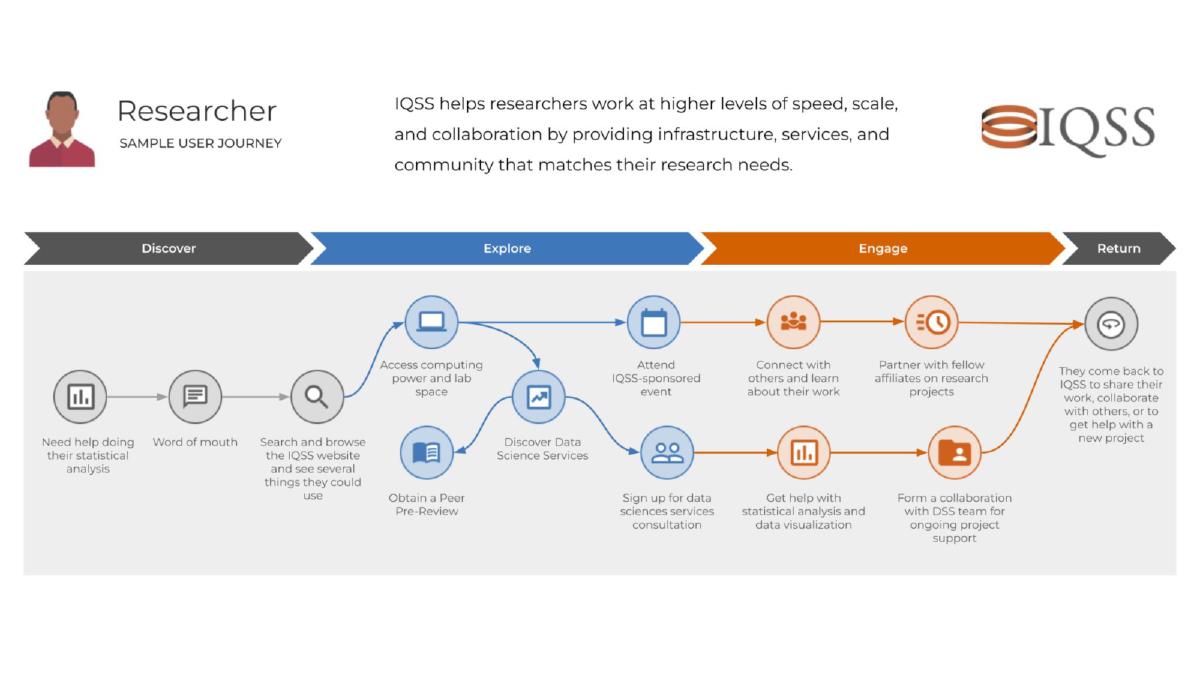 Researcher
SAMPLE USER JOURNEY
IQSS helps researchers work at higher levels of speed, scale,
and collaboration by providing infrastructure, services, and
community that matches their research needs.
IQSS
Discover
Explore
Engage
Return
Need help doing
their statistical
analysis
Word of mouth
Search and browse
the IQSS website
and see several
things they could
use
Access computing
power and lab
space
Obtain a Peer
Pre-Review
Discover Data
Science Services
Attend
IQSS-sponsored
event
Sign up for data
sciences services
consultation
Connect with
others and learn
about their work
Get help with
statistical analysis and
data visualization
Partner with fellow
affiliates on research
projects
Form a collaboration
with DSS team for
ongoing project
support
They come back to
IQSS to share their
work, collaborate
with others, or to
get help with a
new project